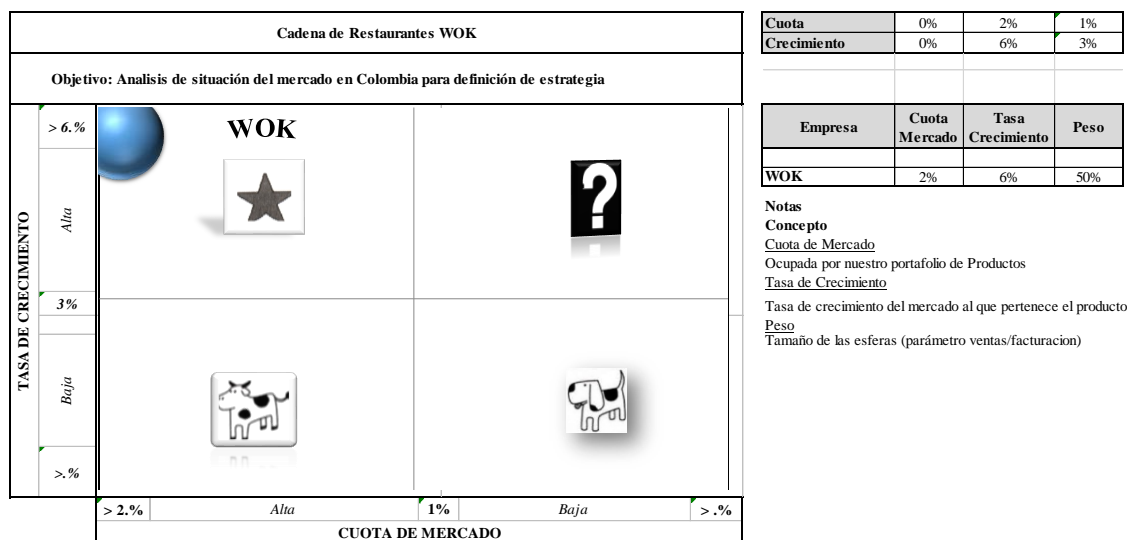 Cadena de Restaurantes WOK
Objetivo: Analisis de situación del mercado en Colombia para definición de estrategia
TASA DE CRECIMIENTO
> 6.%
Alta
3%
Baja
>.%
WOK
?
> 2.% Alta 1% Baja > .%
CUOTA DE MERCADO
Cuota 0% 2% 1%
Crecimiento 0% 6% 3%
Empresa Cuota Mercado Tasa Crecimiento Peso
WOK 2% 6% 50%
Notas
Concepto
Cuota de Mercado
Ocupada por nuestro portafolio de Productos
Tasa de Crecimiento
Tasa de crecimiento del mercado al que pertenece el producto
Peso
Tamaño de las esferas (parámetro ventas/facturacion)